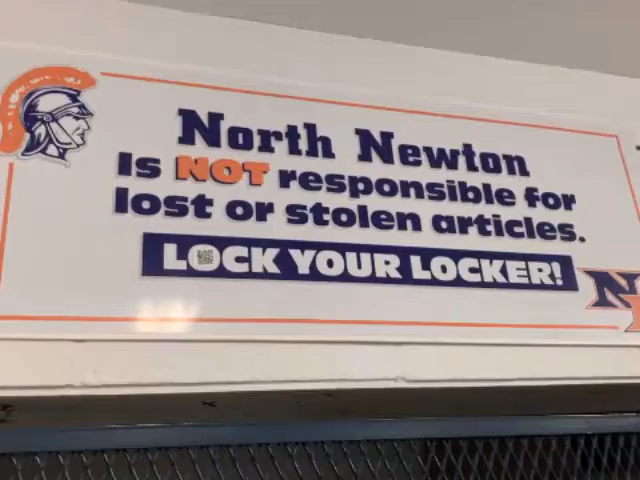 North Newton
Is NOT responsible for
lost or stolen articles.
LOCK YOUR LOCKER!
N